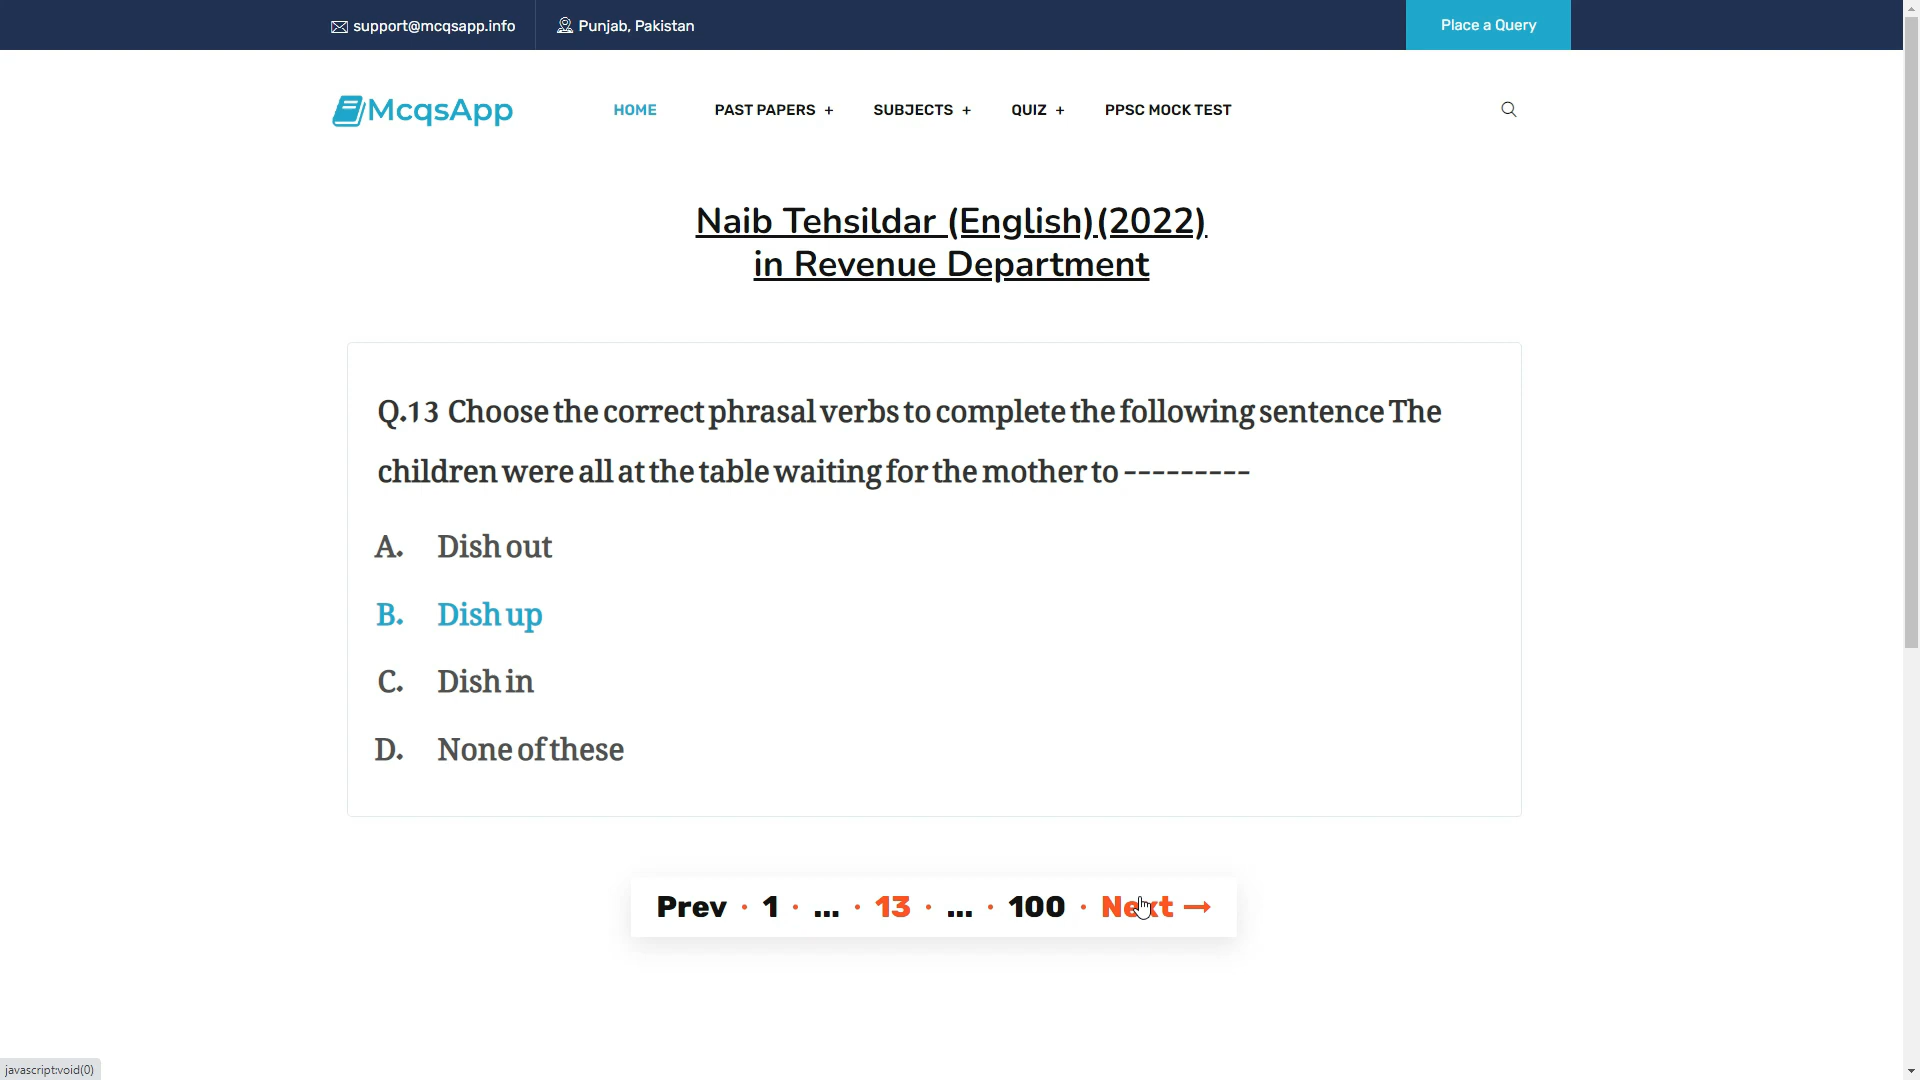 support@mcqsapp.info
Punjab, Pakistan
Place a Query
McqsApp
HOME
PAST PAPERS +
SUBJECTS +
QUIZ +
PPSC MOCK TEST
Naib Tehsildar (English)(2022)
in Revenue Department
Q.13 Choose the correct phrasal verbs to complete the following sentence The
children were all at the table waiting for the mother to ---------
A. Dish out
B. Dish up
C. Dish in
D. None of these
Prev · 1 · ... · 13 · ... · 100 · Next →
javascript:void(0)